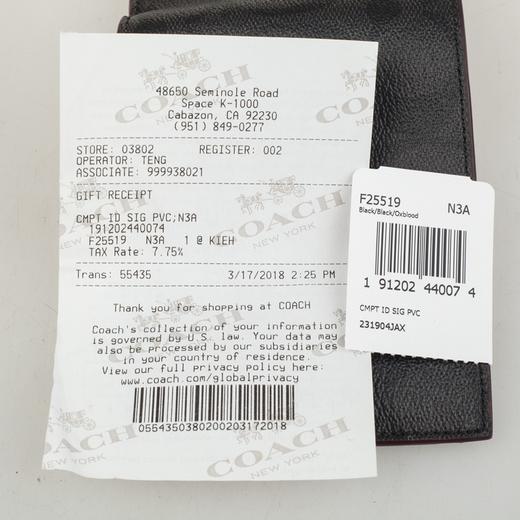 COACH
48650 Seminole Road
Space K-1000
Cabazon, CA 92230
(951) 849-0277
STORE: 03802 REGISTER: 002
OPERATOR: TENG
ASSOCIATE: 999938021
GIFT RECEIPT
CMPT ID SIG PVC;N3A
191202440074
F25519 N3A 1 @ KIEH
TAX Rate: 7.75%
Trans: 55435 3/17/2018 2:25 PM
Thank you for shopping at COACH
Coach's collection of your information
is governed by U.S. law. Your data may
also be processed by our subsidiaries
in your country of residence.
View our full privacy policy here:
www.coach.com/globalprivacy
0554350380200203172018
COACH
NEW YORK
COACH
NEW YORK
F25519 N3A
Black/Black/Oxblood
1 91202 44007 4
CMPT ID SIG PVC
231904JAX